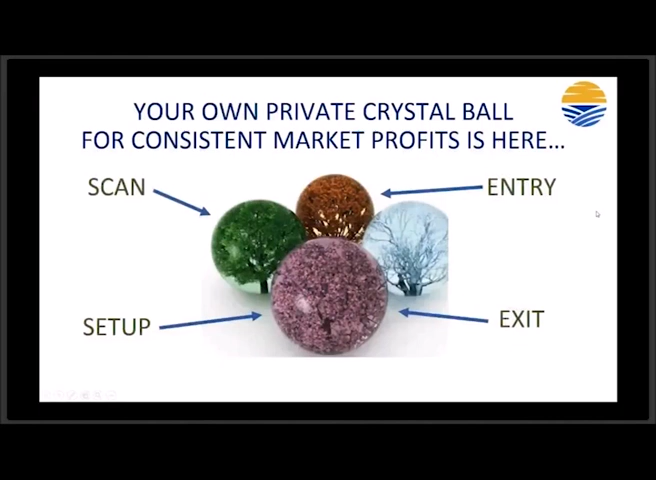 YOUR OWN PRIVATE CRYSTAL BALL
FOR CONSISTENT MARKET PROFITS IS HERE...
SCAN
ENTRY
SETUP
EXIT